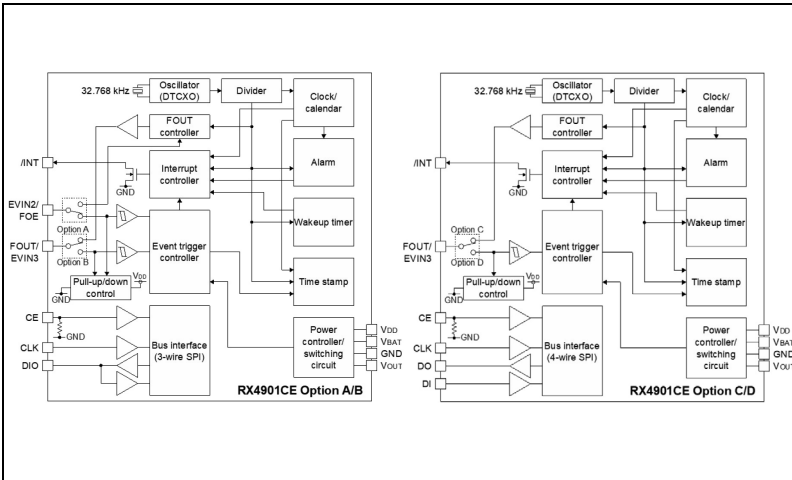 32.768 kHz
Oscillator
(DTCXO)
Divider
Clock/
calendar
FOUT
controller
/INT
GND
Interrupt
controller
Alarm
EVIN2/
FOE
Option A
FOUT/
EVIN3
Option B
Event trigger
controller
Wakeup timer
Pull-up/down
control
VDD
GND
Time stamp
CE
GND
CLK
DIO
Bus interface
(3-wire SPI)
Power
controller/
switching
circuit
VDD
VBAT
GND
VOUT
RX4901CE Option A/B
32.768 kHz
Oscillator
(DTCXO)
Divider
Clock/
calendar
FOUT
controller
/INT
GND
Interrupt
controller
Alarm
Option C
FOUT/
EVIN3
Option D
Event trigger
controller
Wakeup timer
Pull-up/down
control
VDD
GND
Time stamp
CE
GND
CLK
DO
DI
Bus interface
(4-wire SPI)
Power
controller/
switching
circuit
VDD
VBAT
GND
VOUT
RX4901CE Option C/D